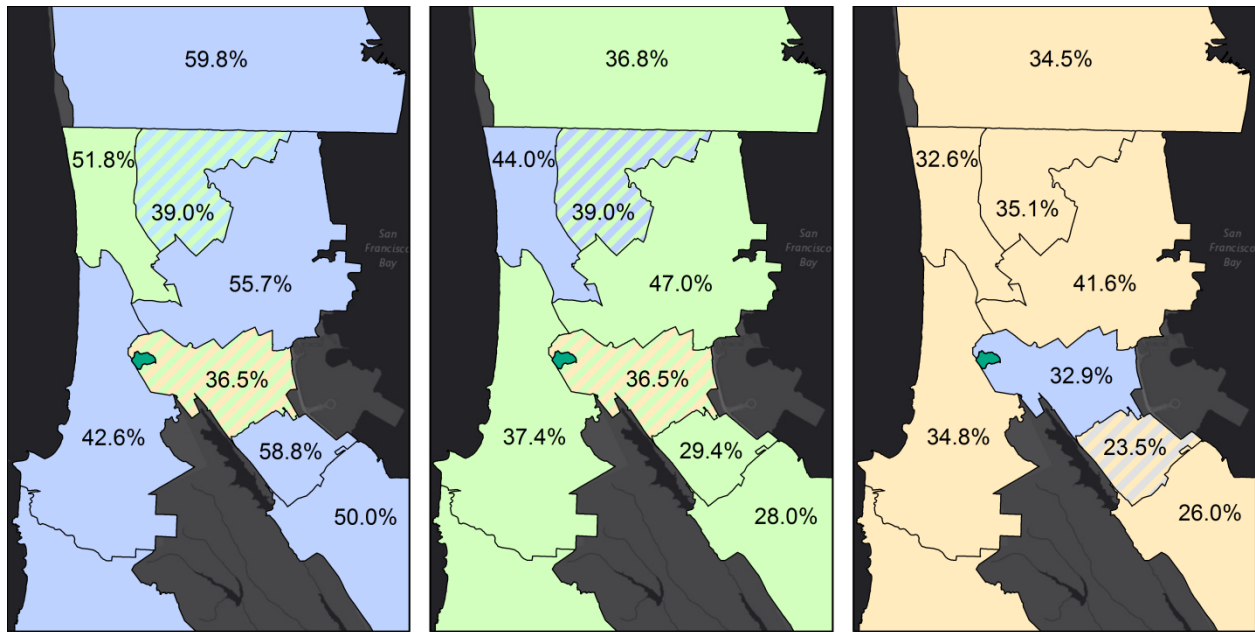 59.8%
51.8%
39.0%
San
Francisco
Bay
55.7%
36.5%
42.6%
58.8%
50.0%
36.8%
44.0%
39.0%
San
Francisco
Bay
47.0%
36.5%
37.4%
29.4%
28.0%
34.5%
32.6%
35.1%
San
Francisco
Bay
41.6%
32.9%
34.8%
23.5%
26.0%